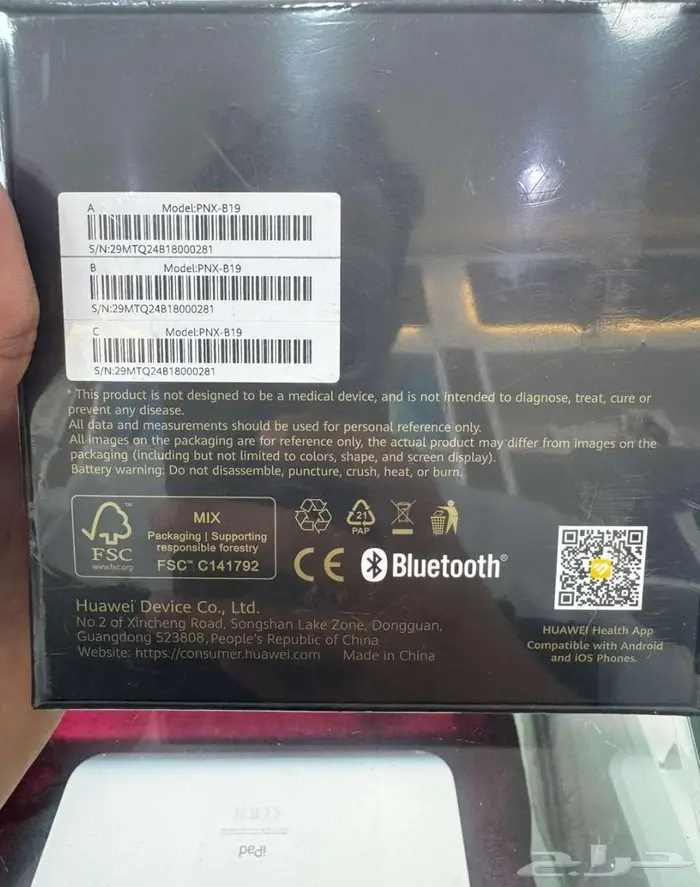 A Model:PNX-B19
S/N:29MTQ24B18000281
B Model:PNX-B19
S/N:29MTQ24B18000281
C Model:PNX-B19
S/N:29MTQ24B18000281
* This product is not designed to be a medical device, and is not intended to diagnose, treat, cure or
prevent any disease.
All data and measurements should be used for personal reference only.
All images on the packaging are for reference only, the actual product may differ from images on the
packaging (including but not limited to colors, shape, and screen display).
Battery warning: Do not disassemble, puncture, crush, heat, or burn.
FSC
www.fsc.org
MIX
Packaging | Supporting
responsible forestry
FSC™ C141792
21
PAP
CE
Bluetooth®
Huawei Device Co., Ltd.
No.2 of Xincheng Road, Songshan Lake Zone, Dongguan,
Guangdong 523808,People's Republic of China
Website: https://consumer.huawei.com Made in China
HUAWEI Health App
Compatible with Android
and iOS Phones.
iPad
حراج